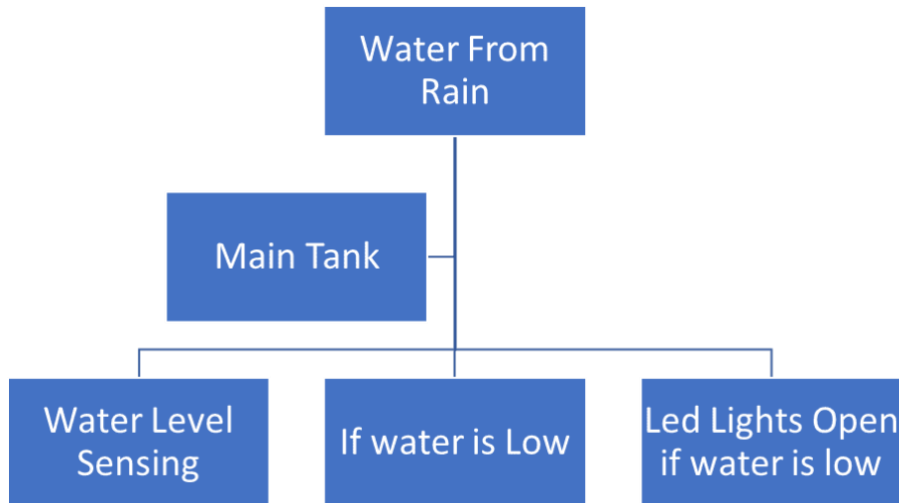 Water From
Rain
Main Tank
Water Level
Sensing
If water is Low
Led Lights Open
if water is low